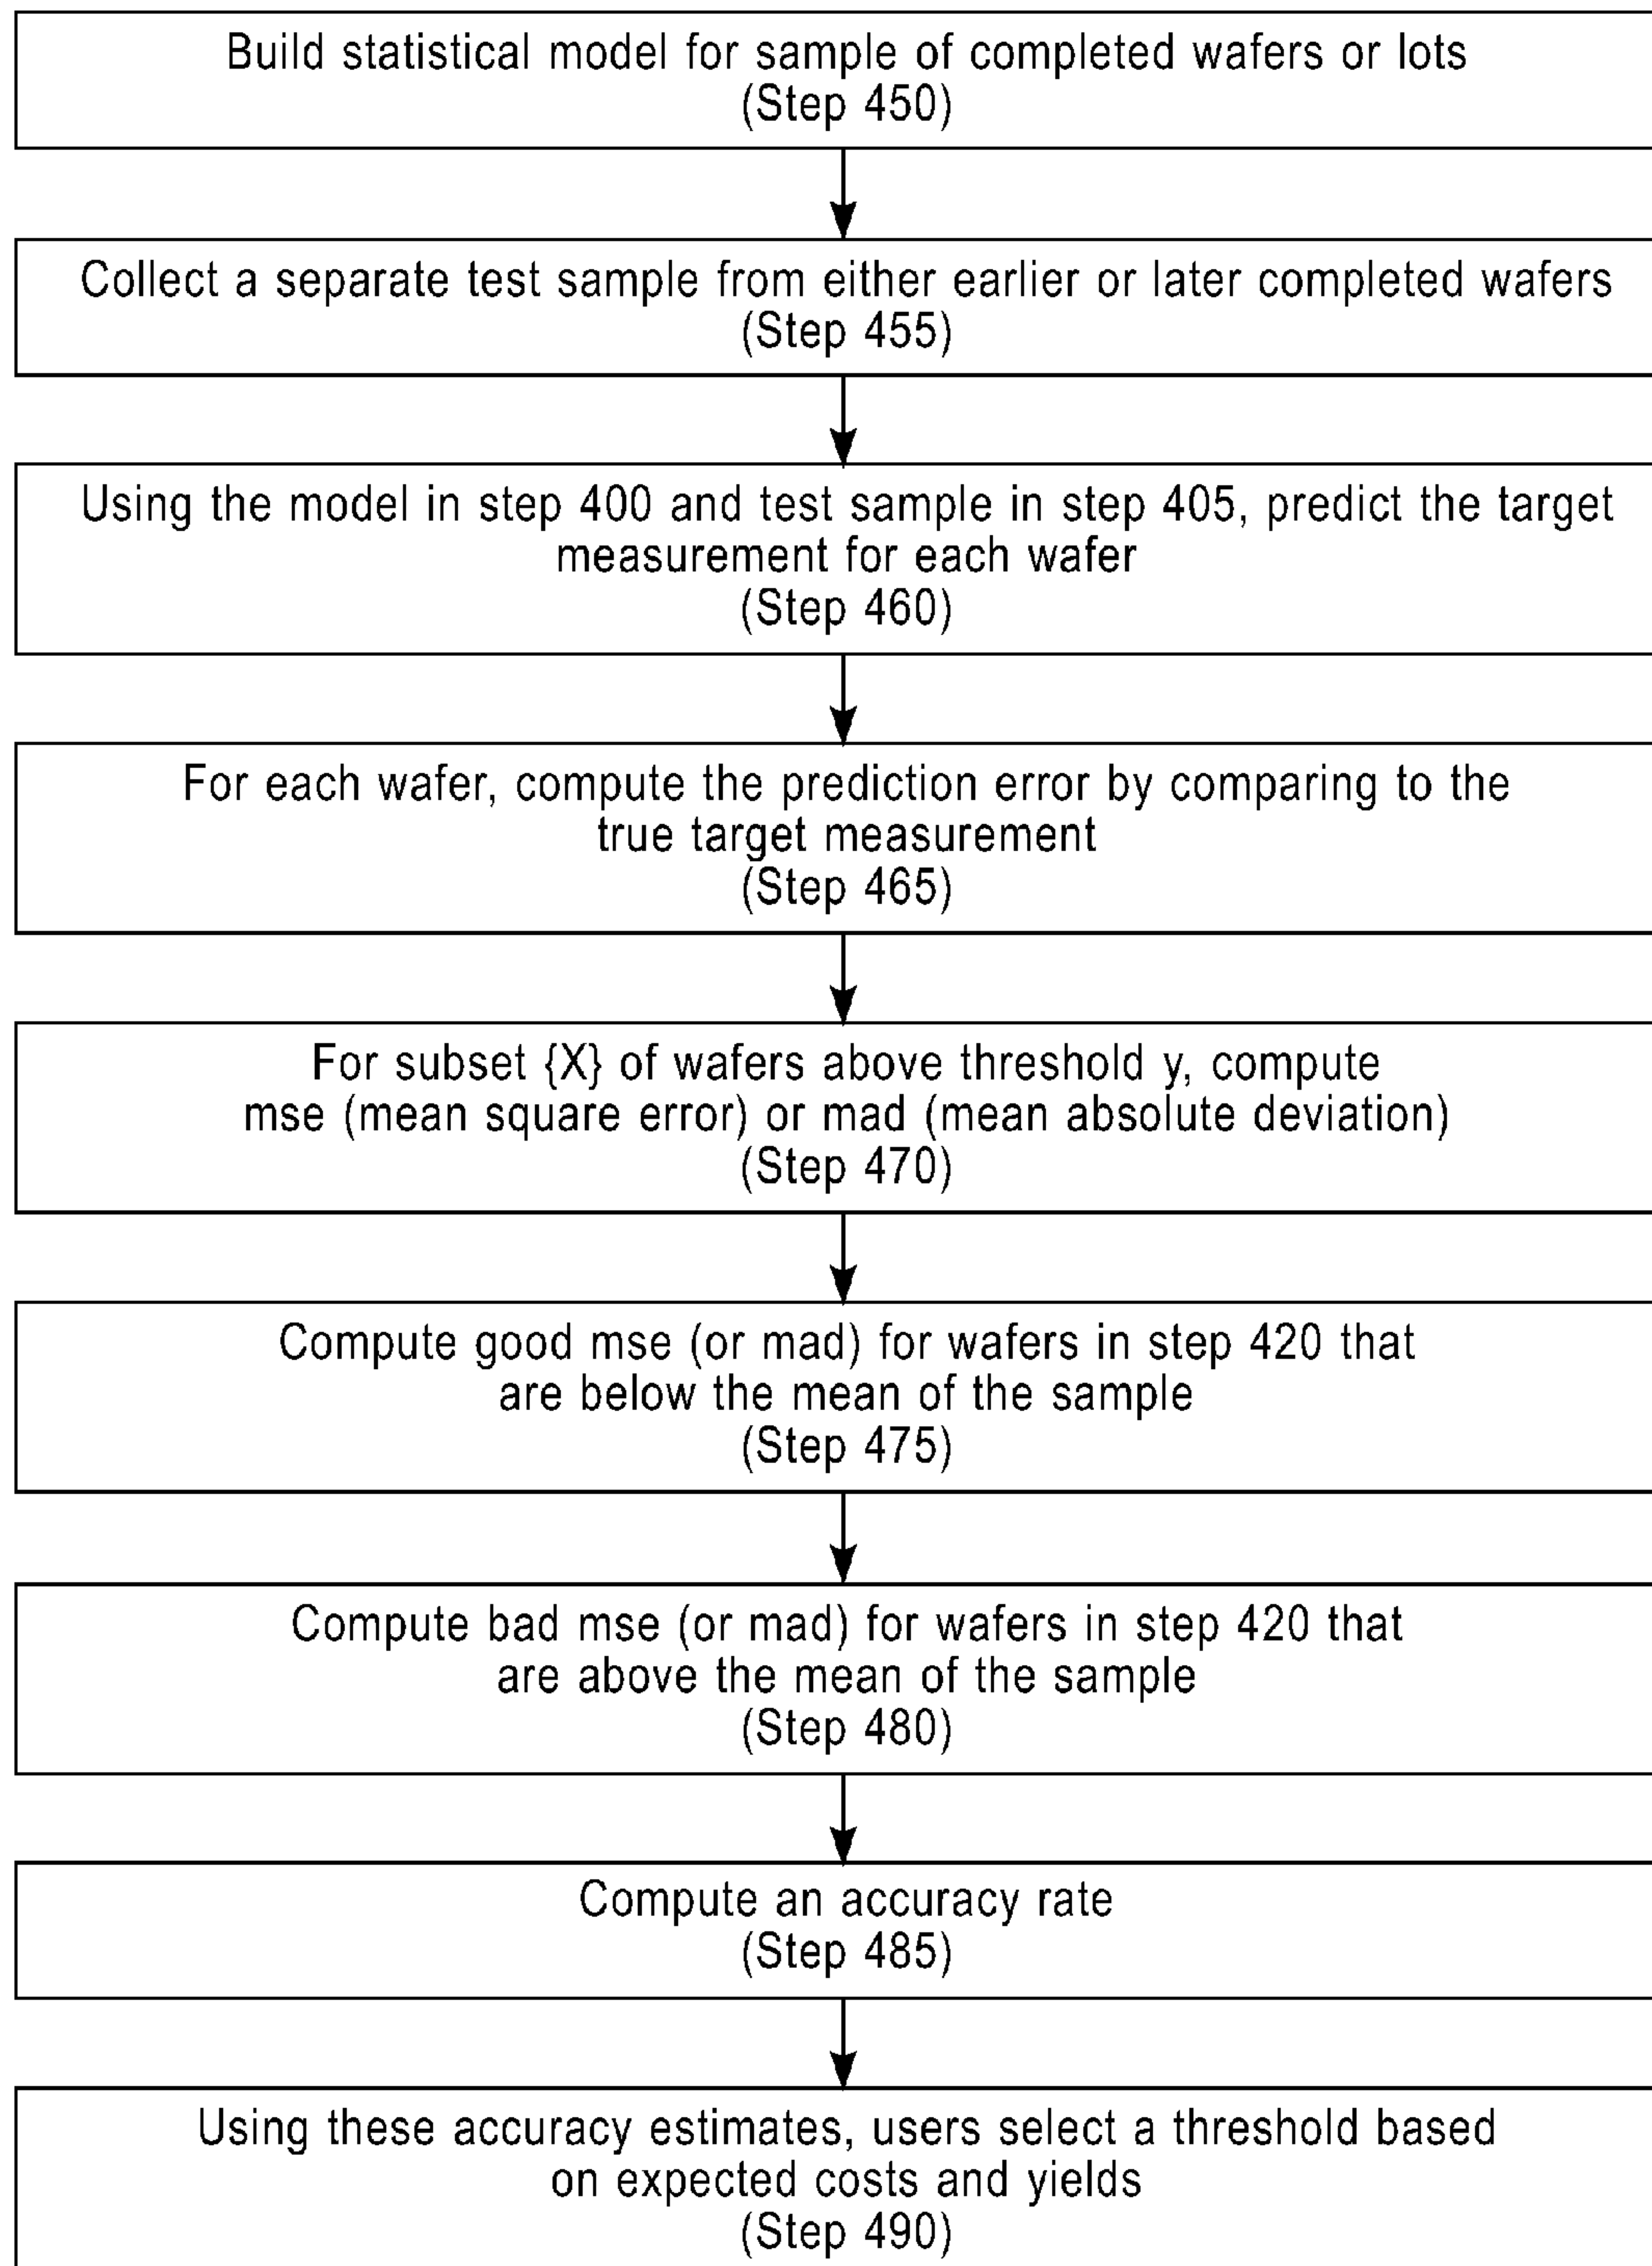 Build statistical model for sample of completed wafers or lots
(Step 450)
Collect a separate test sample from either earlier or later completed wafers
(Step 455)
Using the model in step 400 and test sample in step 405, predict the target
measurement for each wafer
(Step 460)
For each wafer, compute the prediction error by comparing to the
true target measurement
(Step 465)
For subset {X} of wafers above threshold y, compute
mse (mean square error) or mad (mean absolute deviation)
(Step 470)
Compute good mse (or mad) for wafers in step 420 that
are below the mean of the sample
(Step 475)
Compute bad mse (or mad) for wafers in step 420 that
are above the mean of the sample
(Step 480)
Compute an accuracy rate
(Step 485)
Using these accuracy estimates, users select a threshold based
on expected costs and yields
(Step 490)